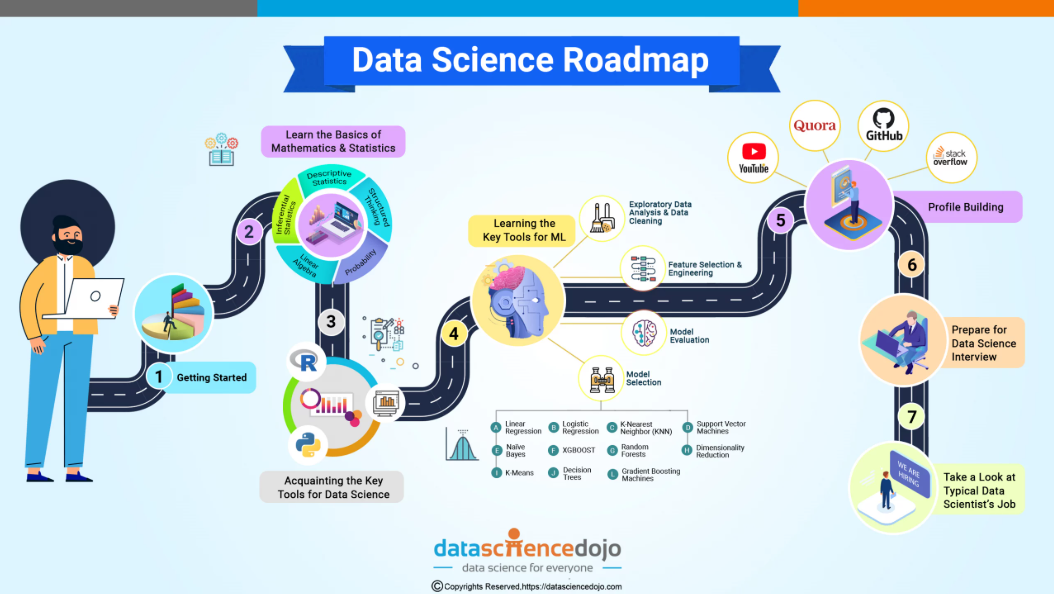 Data Science Roadmap
1
Getting Started
2
Learn the Basics of
Mathematics & Statistics
Descriptive
Statistics
Structured
Thinking
Probability
Linear
Algebra
Inferential
Statistics
3
R
Acquainting the Key
Tools for Data Science
4
Learning the
Key Tools for ML
Exploratory Data
Analysis & Data
Cleaning
Feature Selection &
Engineering
Model
Evaluation
Model
Selection
A Linear
Regression
B Logistic
Regression
C K-Nearest
Neighbor (KNN)
D Support Vector
Machines
E Naïve
Bayes
F XGBOOST
G Random
Forests
H Dimensionality
Reduction
I K-Means
J Decision
Trees
L Gradient Boosting
Machines
5
YouTube
Quora
GitHub
stack
overflow
Profile Building
6
Prepare for
Data Science
Interview
7
WE ARE
HIRING
Take a Look at
Typical Data
Scientist's Job
datasciencedojo
data science for everyone
©Copyrights Reserved,https://datasciencedojo.com